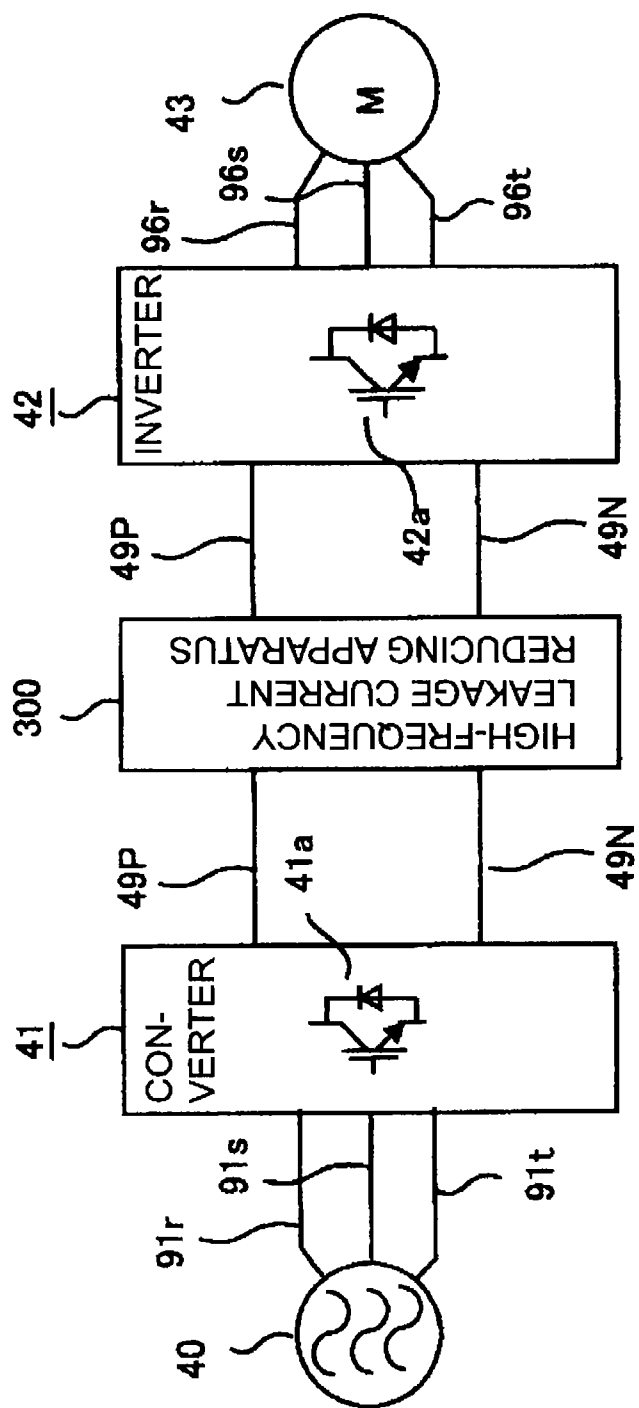 41
300
42
CON-
VERTER
INVERTER
49P
49P
43
91r
96r
91s
96s
41a
HIGH-FREQUENCY
LEAKAGE CURRENT
REDUCING APPARATUS
M
42a
40
91t
96t
49N
49N